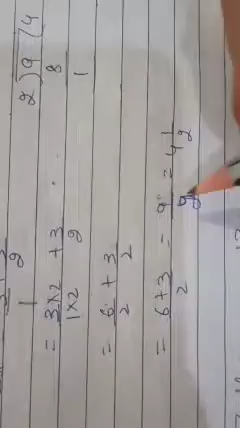 = 3×2/1×2 + 3/2
= 6/2 + 3/2
= 6+3/2 = 9/2 = 4 1/2
2)9(4
8
1